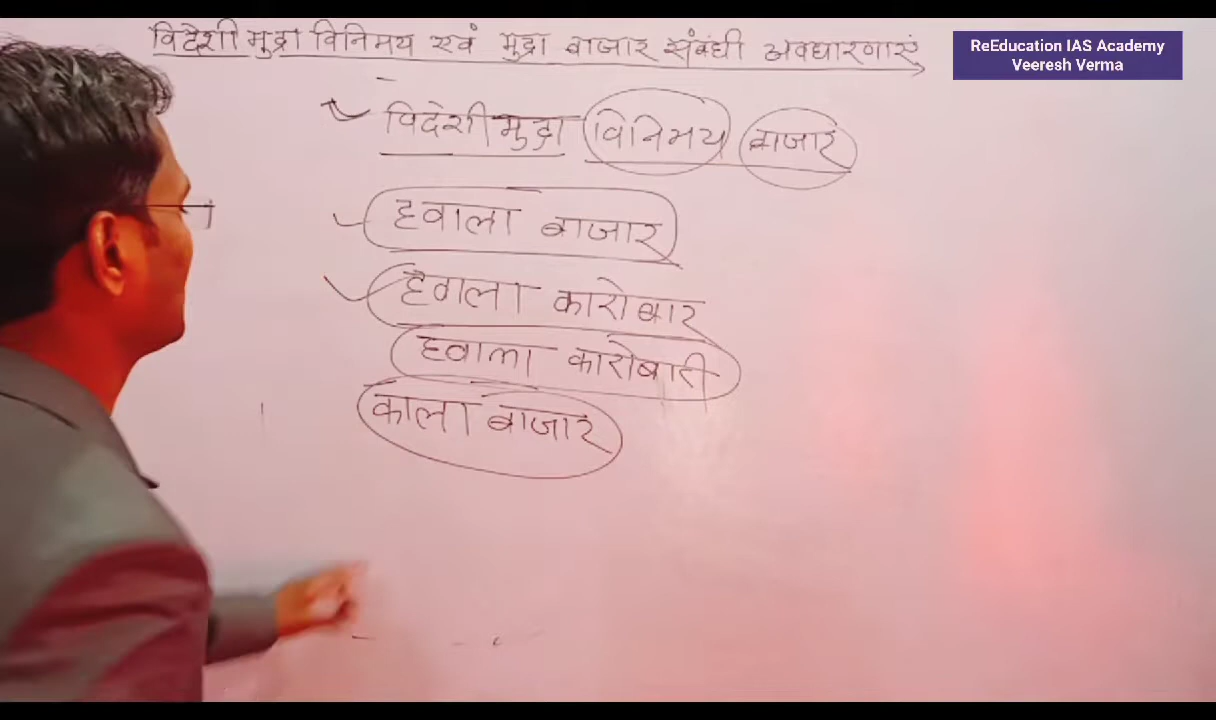 विदेशी मुद्रा विनिमय एवं मुद्रा बाजार संबंधी अवधारणाएं
ReEducation IAS Academy
Veeresh Verma
विदेशी मुद्रा विनिमय बाजार
हवाला बाजार
हवाला कारोबार
हवाला कारोबारी
काला बाजार